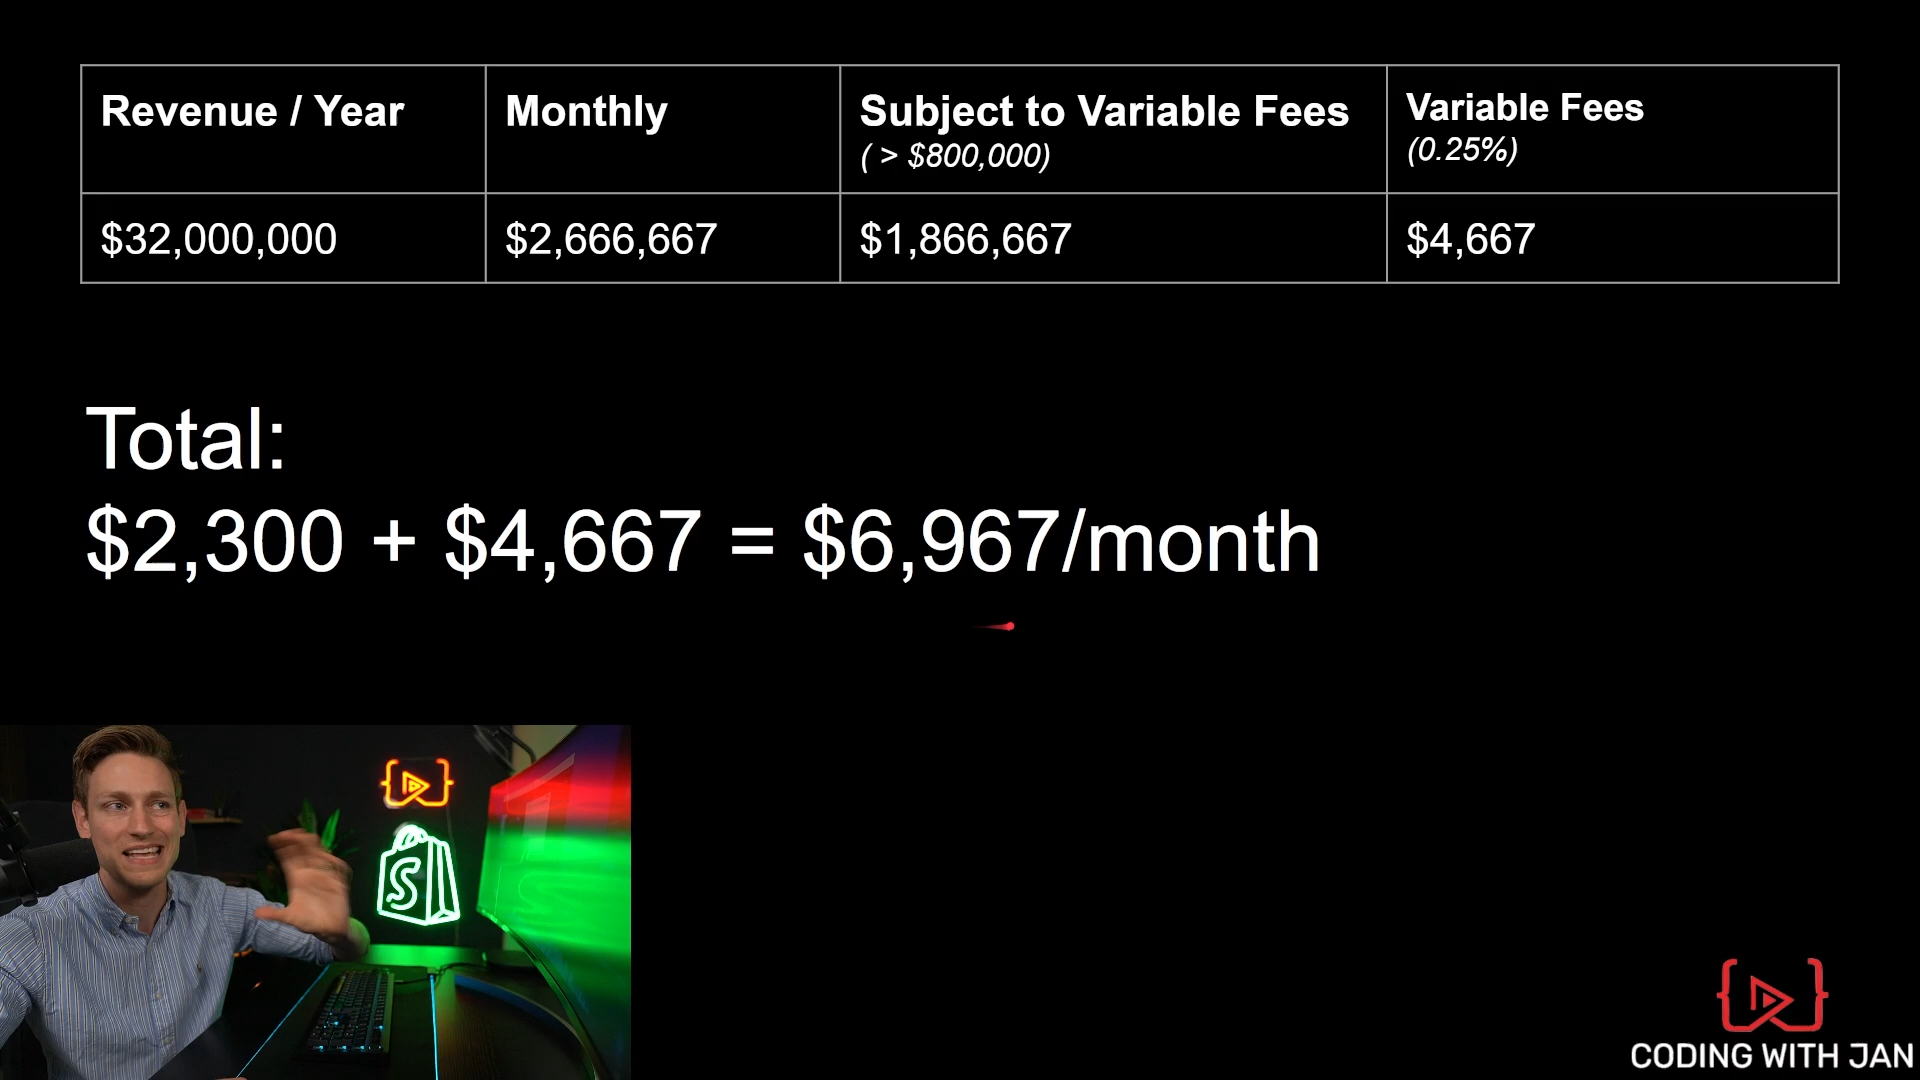 Revenue / Year
Monthly
Subject to Variable Fees
( > $800,000)
Variable Fees
(0.25%)
$32,000,000
$2,666,667
$1,866,667
$4,667
Total:
$2,300 + $4,667 = $6,967/month
S
CODING WITH JAN